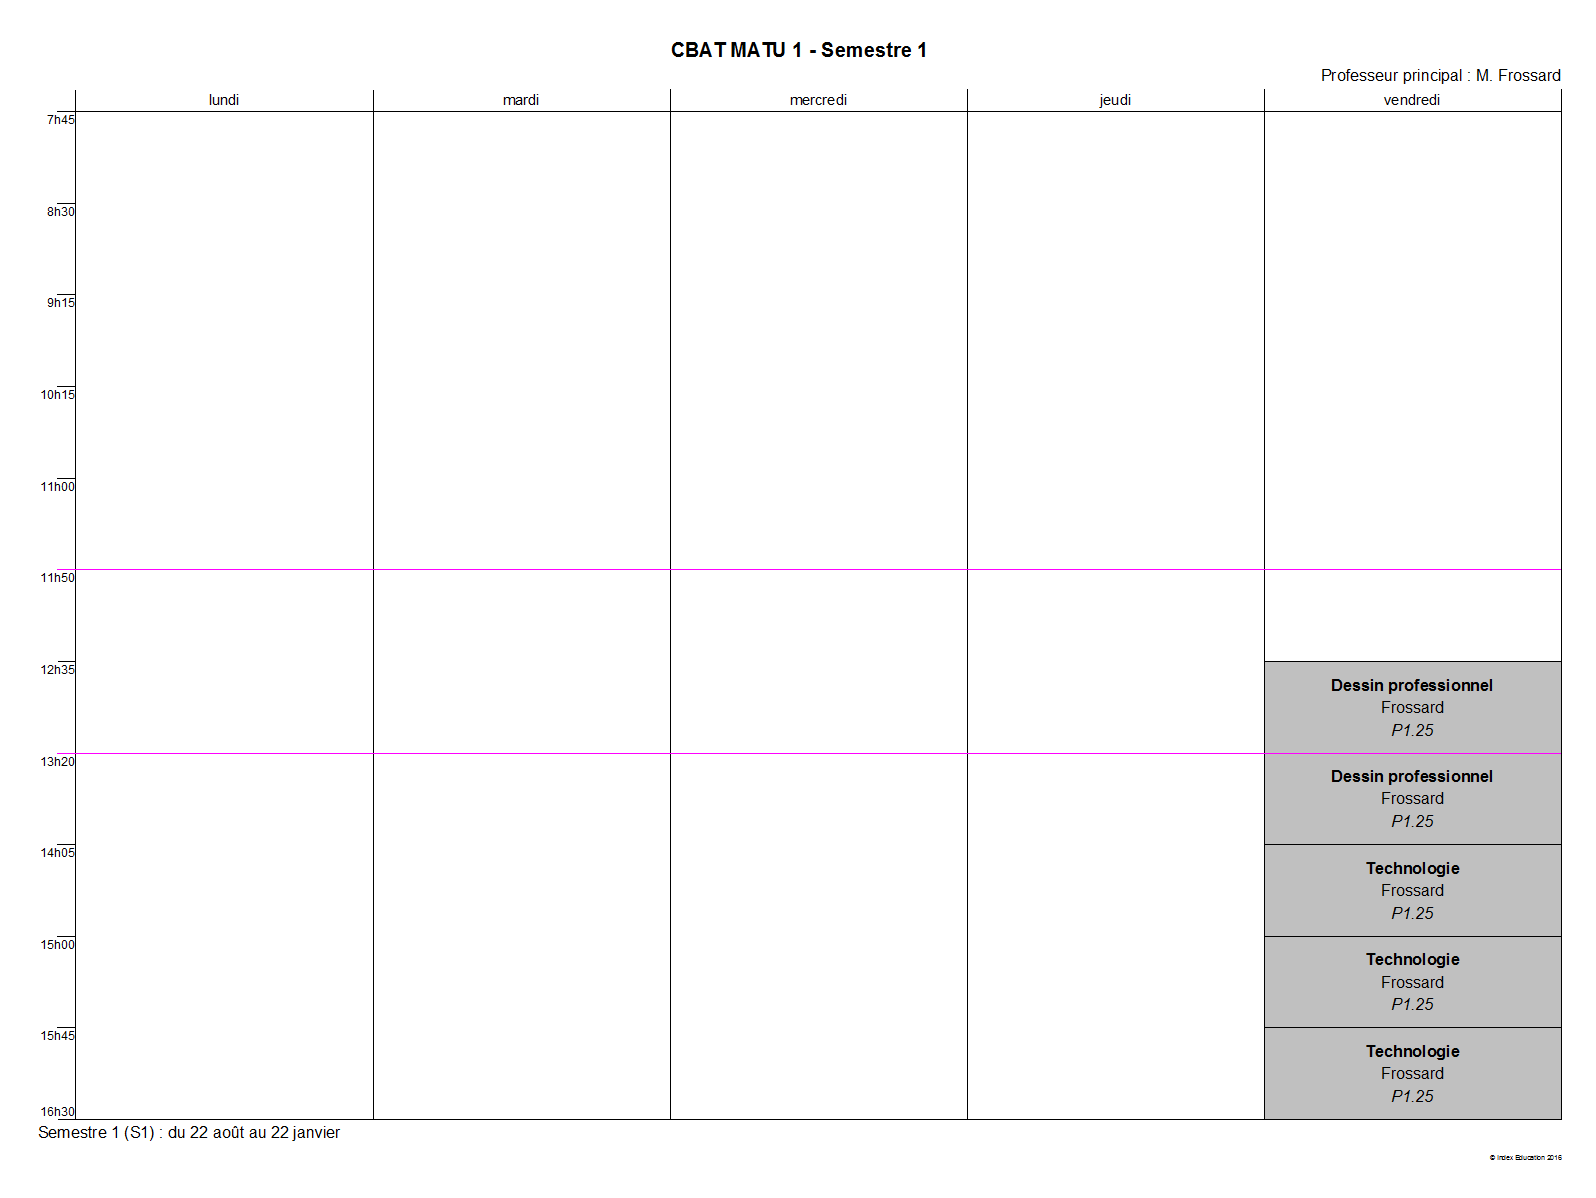 CBAT MATU 1 - Semestre 1
Professeur principal : M. Frossard
lundi mardi mercredi jeudi vendredi
7h45
8h30
9h15
10h15
11h00
11h50
12h35
Dessin professionnel
Frossard
P1.25
13h20
Dessin professionnel
Frossard
P1.25
14h05
Technologie
Frossard
P1.25
15h00
Technologie
Frossard
P1.25
15h45
Technologie
Frossard
P1.25
16h30
Semestre 1 (S1) : du 22 août au 22 janvier
© Index Education 2016